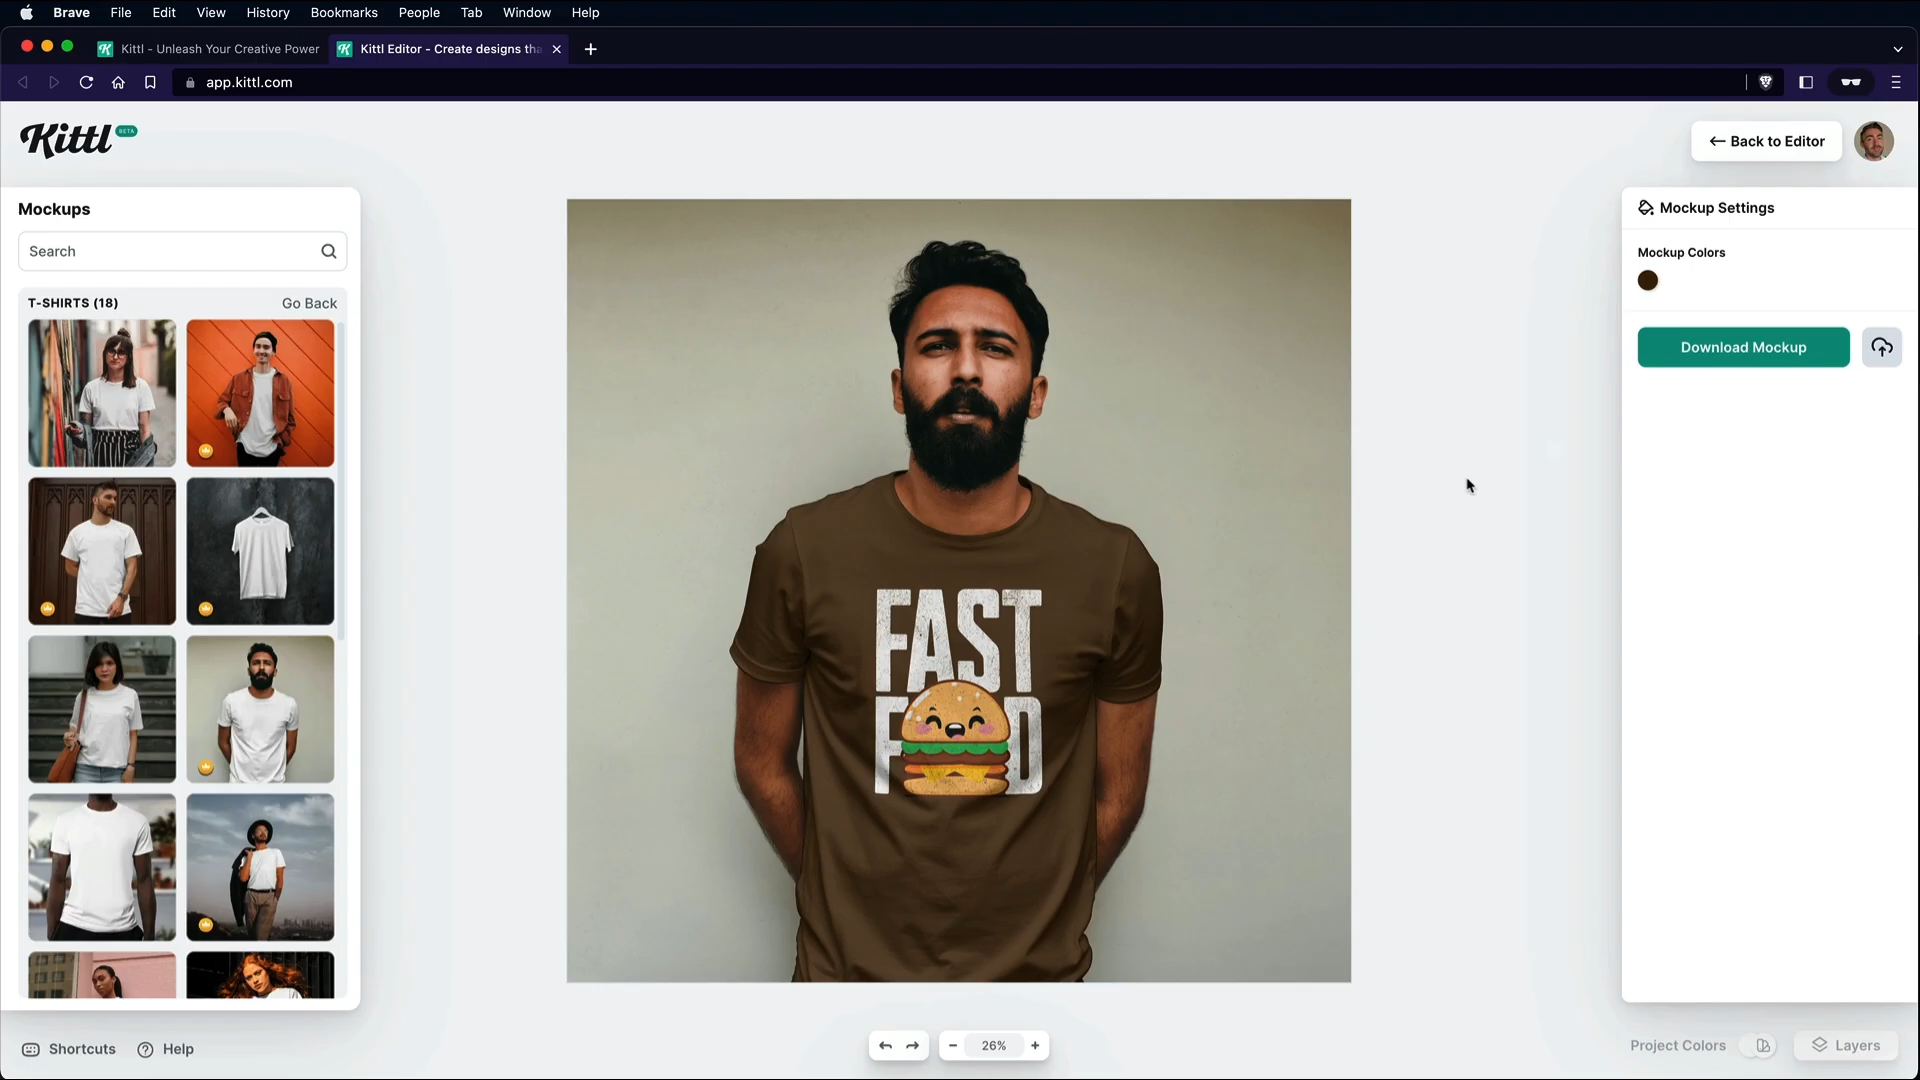 Brave File Edit View History Bookmarks People Tab Window Help
Kittl - Unleash Your Creative Power
Kittl Editor - Create designs tha
app.kittl.com
Kittl BETA
Back to Editor
Mockups
Search
T-SHIRTS (18) Go Back
Mockup Settings
Mockup Colors
Download Mockup
FAST
F D
Shortcuts Help
26%
Project Colors
Layers